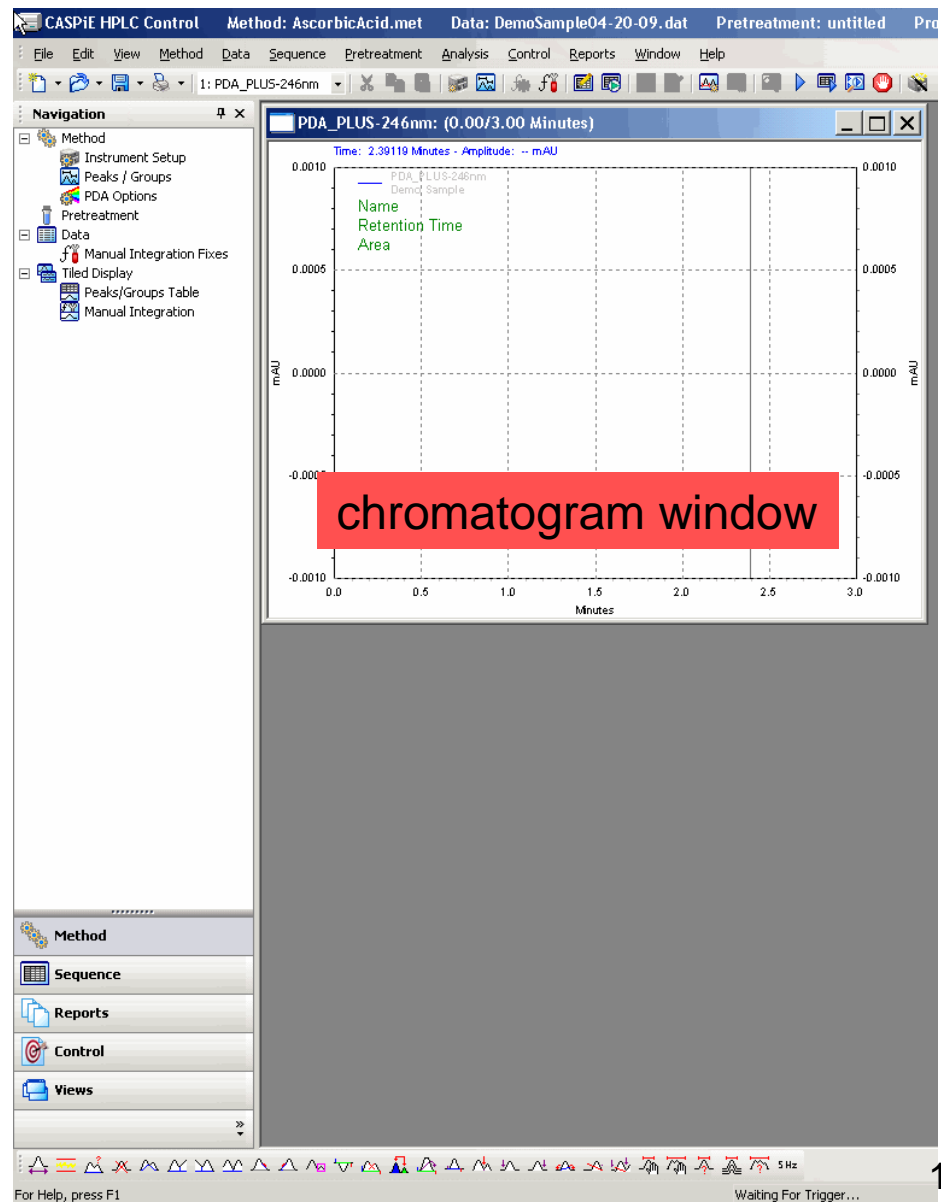 CASPiE HPLC Control Method: AscorbicAcid.met Data: DemoSample04-20-09.dat Pretreatment: untitled Pro
File Edit View Method Data Sequence Pretreatment Analysis Control Reports Window Help
1: PDA_PLUS-246nm
Navigation
Method
Instrument Setup
Peaks / Groups
PDA Options
Pretreatment
Data
Manual Integration Fixes
Tiled Display
Peaks/Groups Table
Manual Integration
PDA_PLUS-246nm: (0.00/3.00 Minutes)
Time: 2.39119 Minutes - Amplitude: -- mAU
0.0010 0.0010
PDA_PLUS-246nm
Demo Sample
Name
Retention Time
Area
0.0005 0.0005
mAU 0.0000 0.0000 mAU
-0.0005 -0.0005
chromatogram window
-0.0010 -0.0010
0.0 0.5 1.0 1.5 2.0 2.5 3.0
Minutes
Method
Sequence
Reports
Control
Views
5 Hz
1
For Help, press F1 Waiting For Trigger...